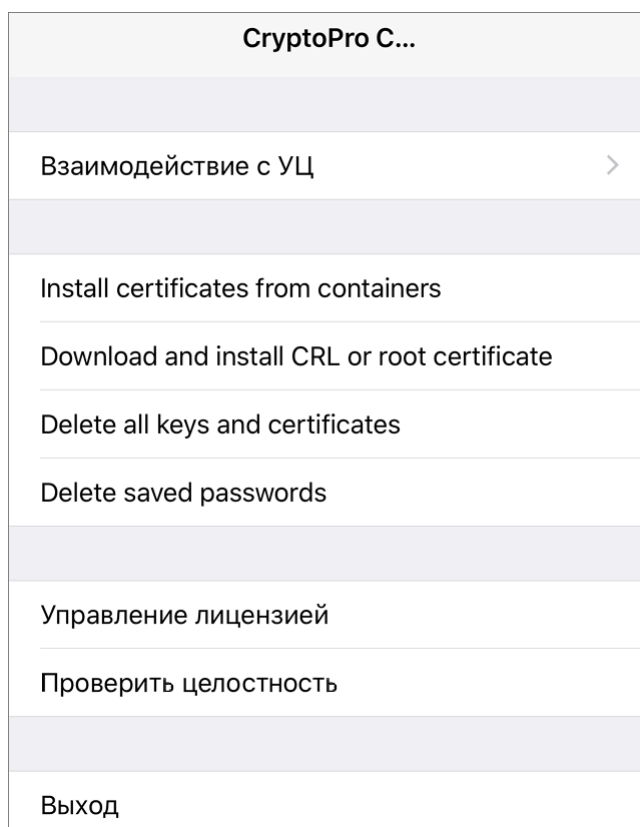 CryptoPro C...
Взаимодействие с УЦ
Install certificates from containers
Download and install CRL or root certificate
Delete all keys and certificates
Delete saved passwords
Управление лицензией
Проверить целостность
Выход